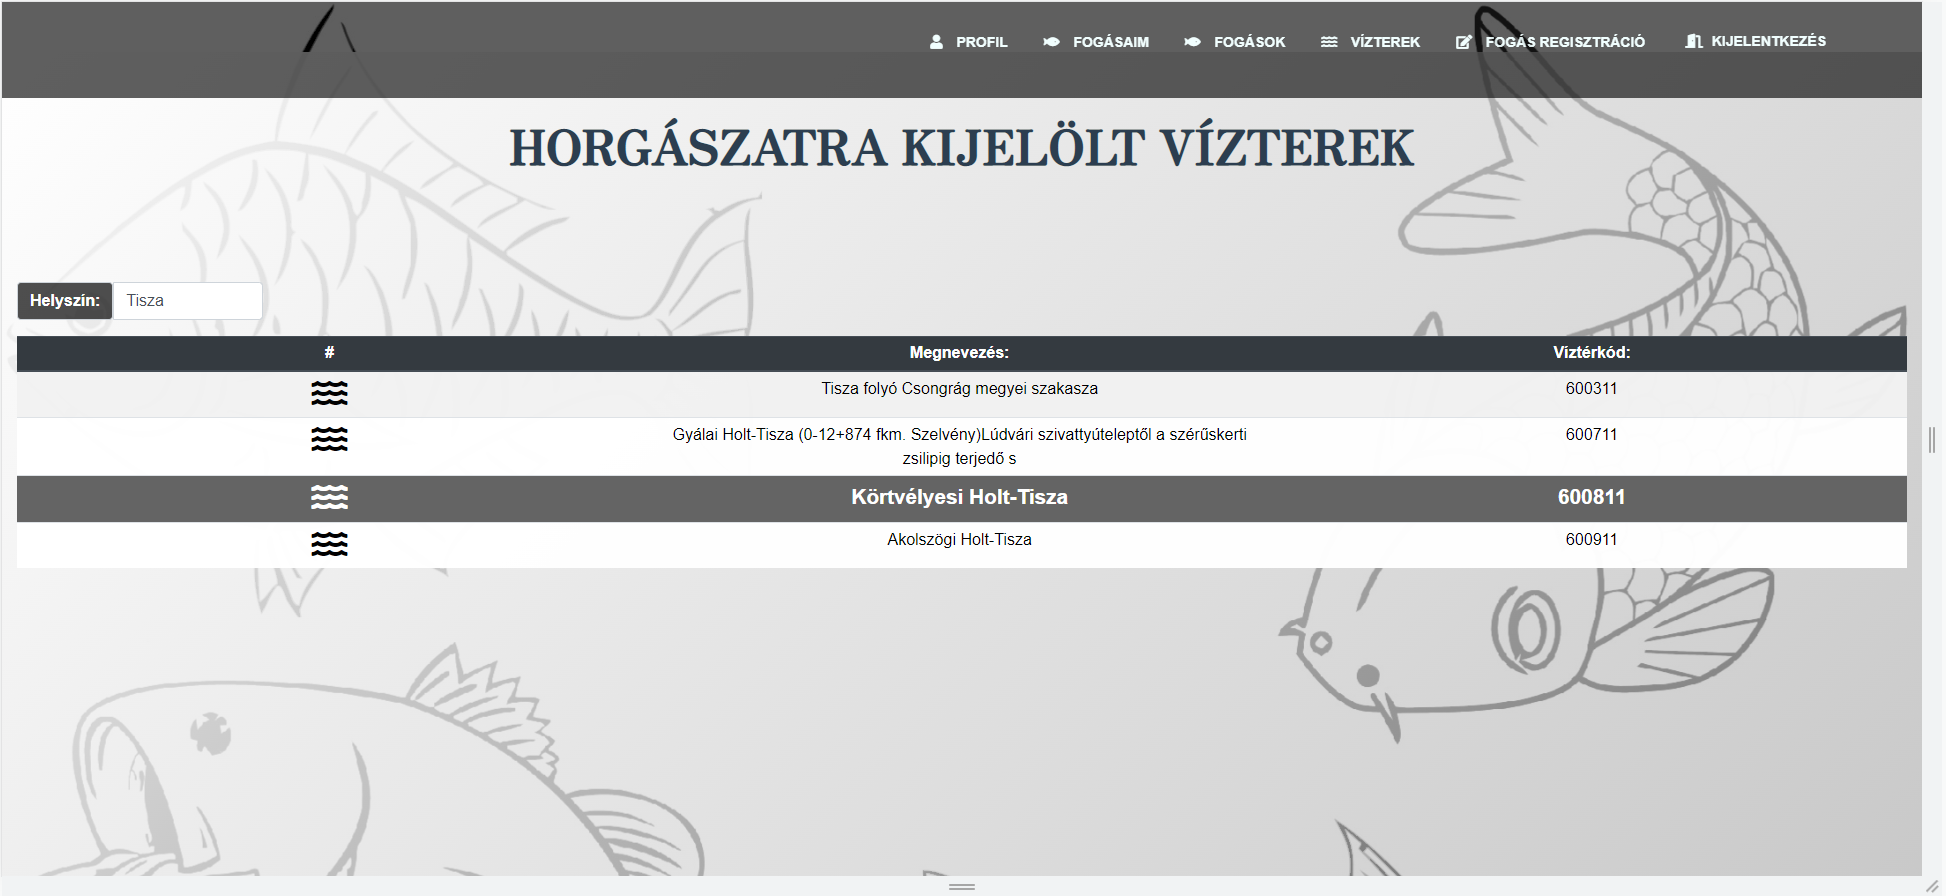 PROFIL FOGÁSAIM FOGÁSOK VÍZTEREK FOGÁS REGISZTRÁCIÓ KIJELENTKEZÉS
HORGÁSZATRA KIJELÖLT VÍZTEREK
Helyszín: Tisza
# Megnevezés: Víztérkód:
Tisza folyó Csongrág megyei szakasza 600311
Gyálai Holt-Tisza (0-12+874 fkm. Szelvény)Lúdvári szivattyúteleptől a szérűskerti 600711
zsilipig terjedő s
Körtvélyesi Holt-Tisza 600811
Akolszögi Holt-Tisza 600911